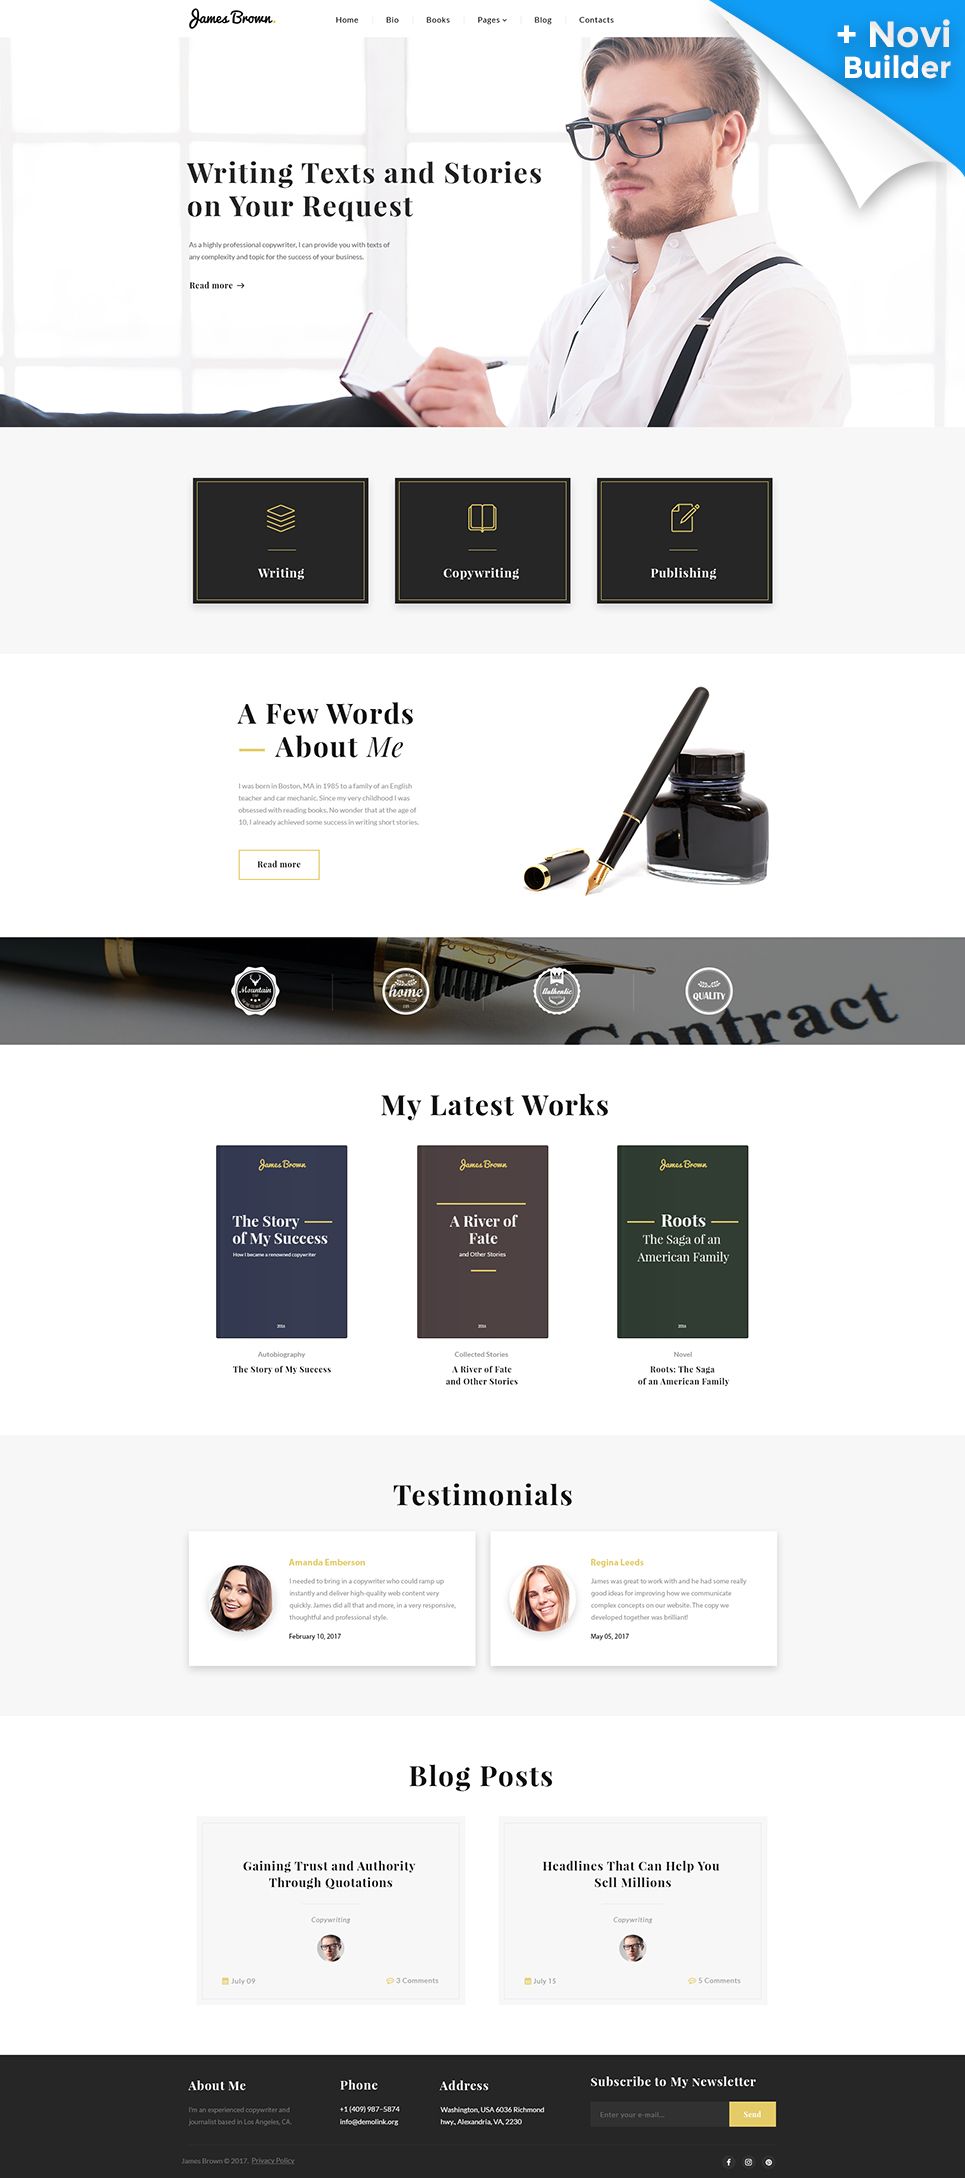 James Brown.
Home Bio Books Pages Blog Contacts
+ Novi
Builder
Writing Texts and Stories
on Your Request
As a highly professional copywriter, I can provide you with texts of
any complexity and topic for the success of your business.
Read more →
Writing
Copywriting
Publishing
A Few Words
About Me
I was born in Boston, MA in 1985 to a family of an English
teacher and car mechanic. Since my very childhood I was
obsessed with reading books. No wonder that at the age of
10, I already achieved some success in writing short stories.
Read more
Mountain
home
Authentic
QUALITY
Contract
My Latest Works
James Brown
The Story
of My Success
How I became a renowned copywriter
2016
Autobiography
The Story of My Success
James Brown
A River of
Fate
and Other Stories
2016
Collected Stories
A River of Fate
and Other Stories
James Brown
Roots
The Saga of an
American Family
2016
Novel
Roots: The Saga
of an American Family
Testimonials
Amanda Emberson
I needed to bring in a copywriter who could ramp up
instantly and deliver high-quality web content very
quickly. James did all that and more, in a very responsive,
thoughtful and professional style.
February 10, 2017
Regina Leeds
James was great to work with and he had some really
good ideas for improving how we communicate
complex concepts on our website. The copy we
developed together was brilliant!
May 05, 2017
Blog Posts
Gaining Trust and Authority
Through Quotations
Copywriting
July 09 3 Comments
Headlines That Can Help You
Sell Millions
Copywriting
July 15 5 Comments
About Me
I'm an experienced copywriter and
journalist based in Los Angeles, CA.
Phone
+1 (409) 987–5874
info@demolink.org
Address
Washington, USA 6036 Richmond
hwy., Alexandria, VA, 2230
Subscribe to My Newsletter
Enter your e-mail...
Send
James Brown © 2017. Privacy Policy